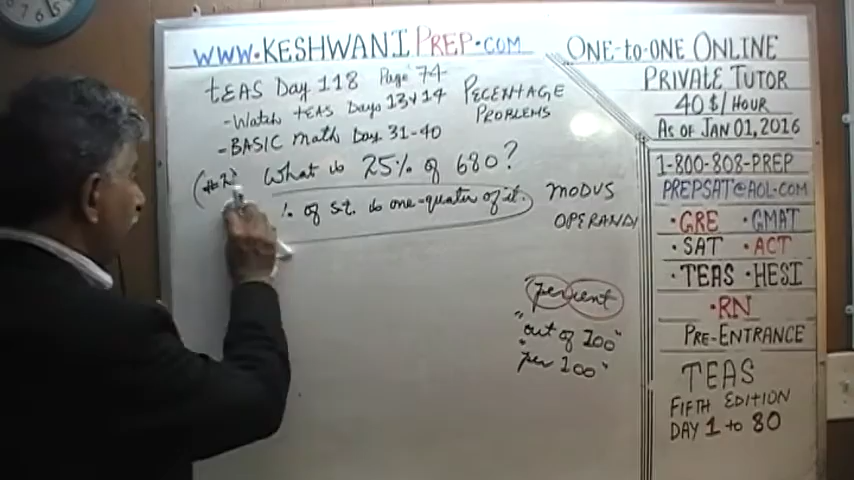 WWW.KESHWANIPREP.COM
TEAS Day 118 Page 74
-Watch TEAS Days 13 & 14
-BASIC Math Day 31-40
PECENTAGE
PROBLEMS
(#2) What is 25% of 680?
% of s.t. is one-quater of it.
MODUS
OPERANDI
"percent"
"out of 100"
"per 100"
ONE-TO-ONE ONLINE
PRIVATE TUTOR
40 $/HOUR
AS OF JAN 01, 2016
1-800-808-PREP
PREPSAT@AOL.COM
•GRE •GMAT
•SAT •ACT
•TEAS •HESI
•RN
PRE-ENTRANCE
TEAS
FIFTH EDITION
DAY 1 to 80